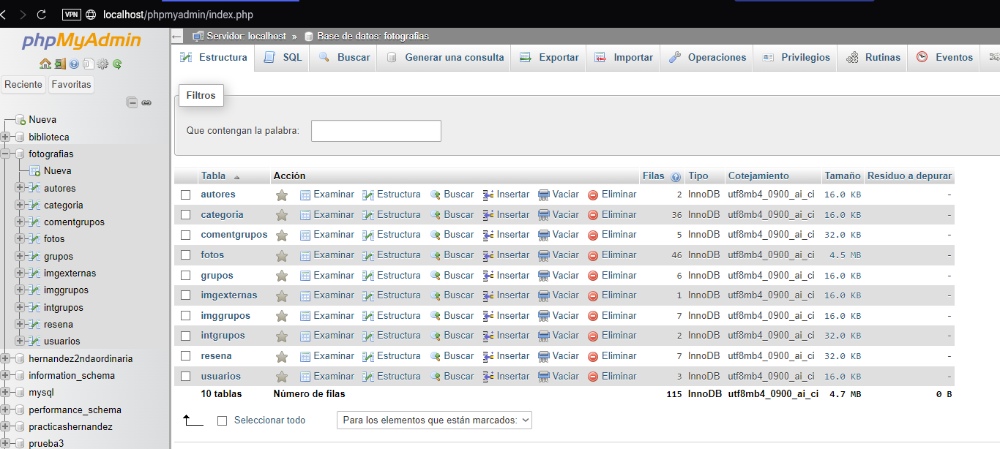 VPN localhost/phpmyadmin/index.php
phpMyAdmin
Reciente Favoritas
Nueva
biblioteca
fotografias
Nueva
autores
categoria
comentgrupos
fotos
grupos
imgexternas
imggrupos
intgrupos
resena
usuarios
hernandez2ndaordinaria
information_schema
mysql
performance_schema
practicashernandez
prueba3
Servidor: localhost » Base de datos: fotografias
Estructura SQL Buscar Generar una consulta Exportar Importar Operaciones Privilegios Rutinas Eventos
Filtros
Que contengan la palabra:
Tabla Acción Filas Tipo Cotejamiento Tamaño Residuo a depurar
autores Examinar Estructura Buscar Insertar Vaciar Eliminar 2 InnoDB utf8mb4_0900_ai_ci 16.0 KB -
categoria Examinar Estructura Buscar Insertar Vaciar Eliminar 36 InnoDB utf8mb4_0900_ai_ci 16.0 KB -
comentgrupos Examinar Estructura Buscar Insertar Vaciar Eliminar 5 InnoDB utf8mb4_0900_ai_ci 32.0 KB -
fotos Examinar Estructura Buscar Insertar Vaciar Eliminar 46 InnoDB utf8mb4_0900_ai_ci 4.5 MB -
grupos Examinar Estructura Buscar Insertar Vaciar Eliminar 6 InnoDB utf8mb4_0900_ai_ci 16.0 KB -
imgexternas Examinar Estructura Buscar Insertar Vaciar Eliminar 1 InnoDB utf8mb4_0900_ai_ci 16.0 KB -
imggrupos Examinar Estructura Buscar Insertar Vaciar Eliminar 7 InnoDB utf8mb4_0900_ai_ci 16.0 KB -
intgrupos Examinar Estructura Buscar Insertar Vaciar Eliminar 2 InnoDB utf8mb4_0900_ai_ci 32.0 KB -
resena Examinar Estructura Buscar Insertar Vaciar Eliminar 7 InnoDB utf8mb4_0900_ai_ci 32.0 KB -
usuarios Examinar Estructura Buscar Insertar Vaciar Eliminar 3 InnoDB utf8mb4_0900_ai_ci 16.0 KB -
10 tablas Número de filas 115 InnoDB utf8mb4_0900_ai_ci 4.7 MB 0 B
Seleccionar todo Para los elementos que están marcados: